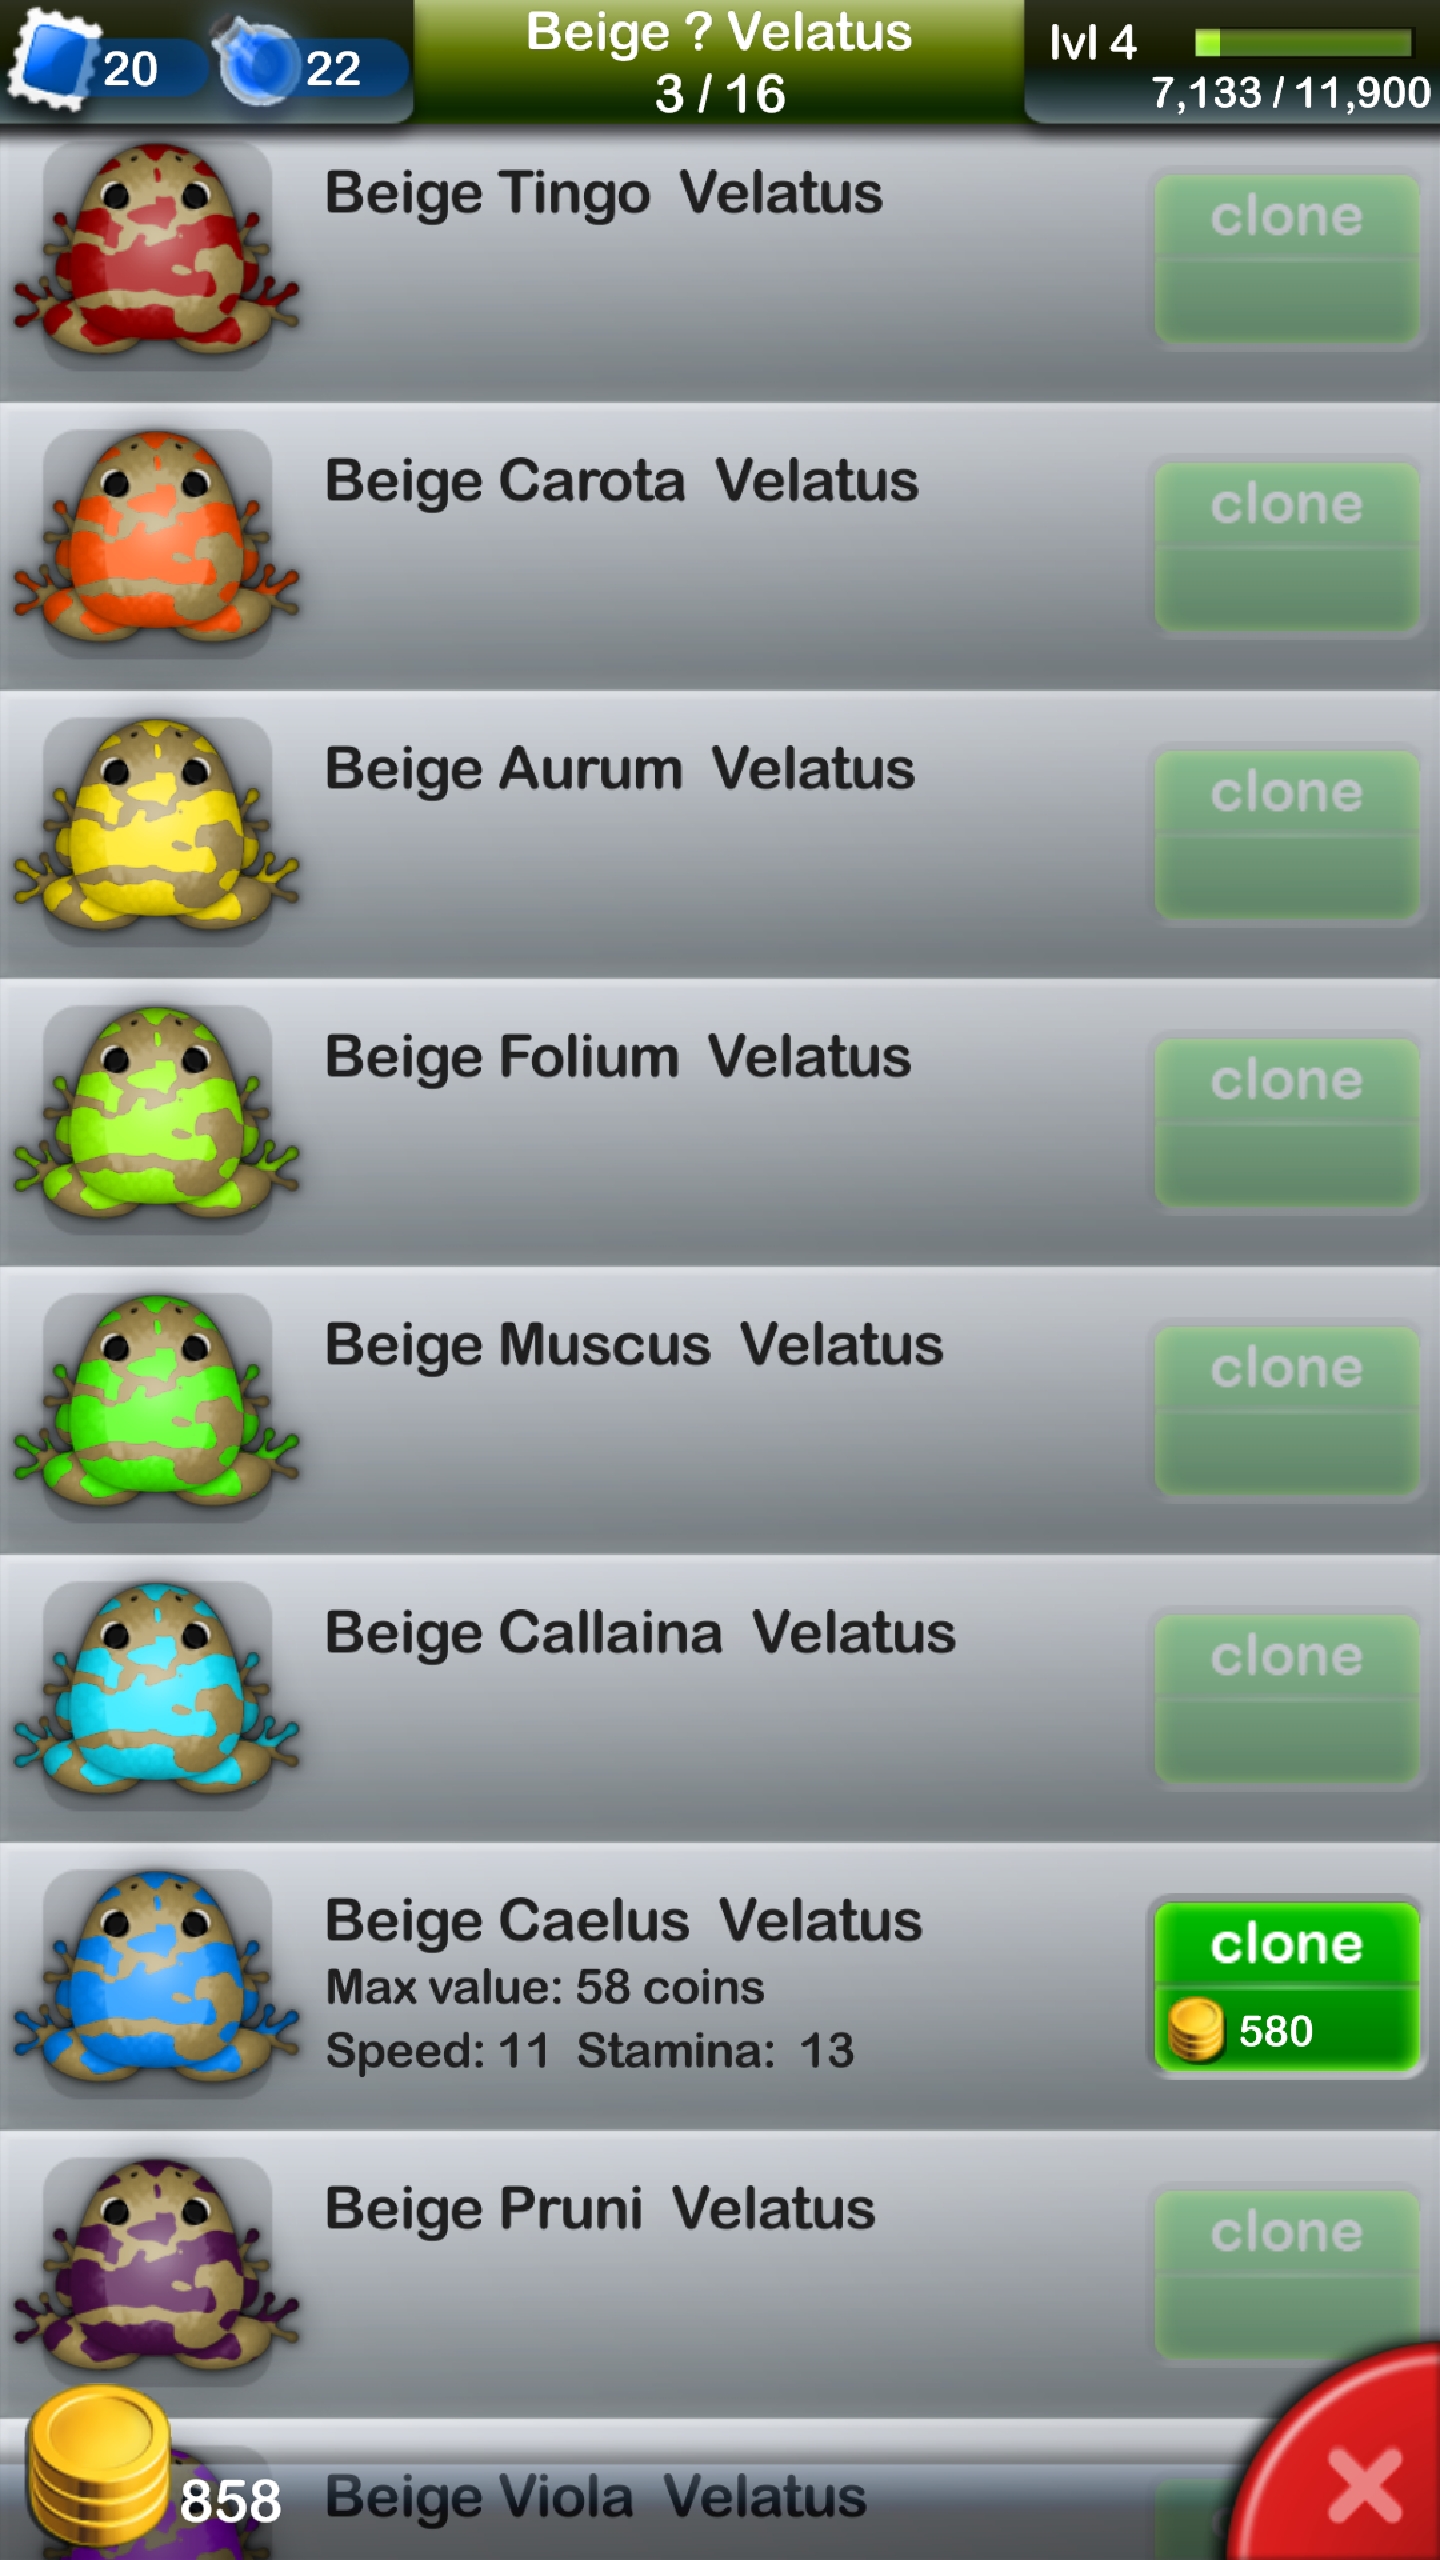 20 22
Beige ? Velatus
3 / 16
lvl 4
7,133 / 11,900
Beige Tingo Velatus
clone
Beige Carota Velatus
clone
Beige Aurum Velatus
clone
Beige Folium Velatus
clone
Beige Muscus Velatus
clone
Beige Callaina Velatus
clone
Beige Caelus Velatus
Max value: 58 coins
Speed: 11 Stamina: 13
clone
580
Beige Pruni Velatus
clone
858
Beige Viola Velatus